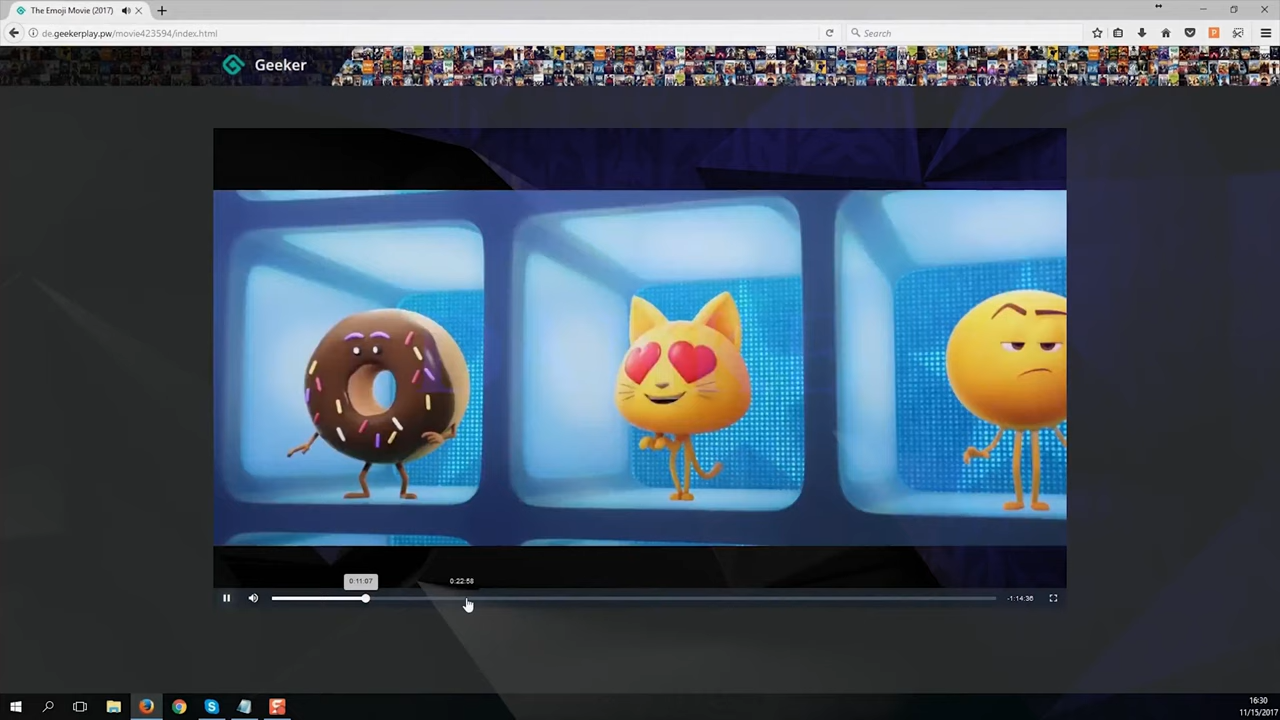 The Emoji Movie (2017)
de.geekerplay.pw/movie423594/index.html
Search
Geeker
0:11:07
0:22:58
-1:14:36
16:30
11/15/2017